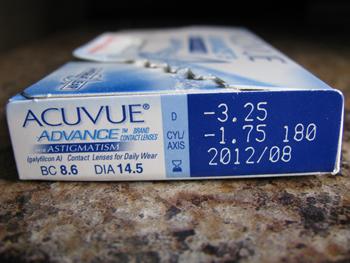 ACUVUE®
ADVANCE™ BRAND CONTACT LENSES
ASTIGMATISM
(galyfilcon A) Contact Lenses for Daily Wear
BC 8.6 DIA 14.5
D -3.25
CYL/AXIS -1.75 180
2012/08